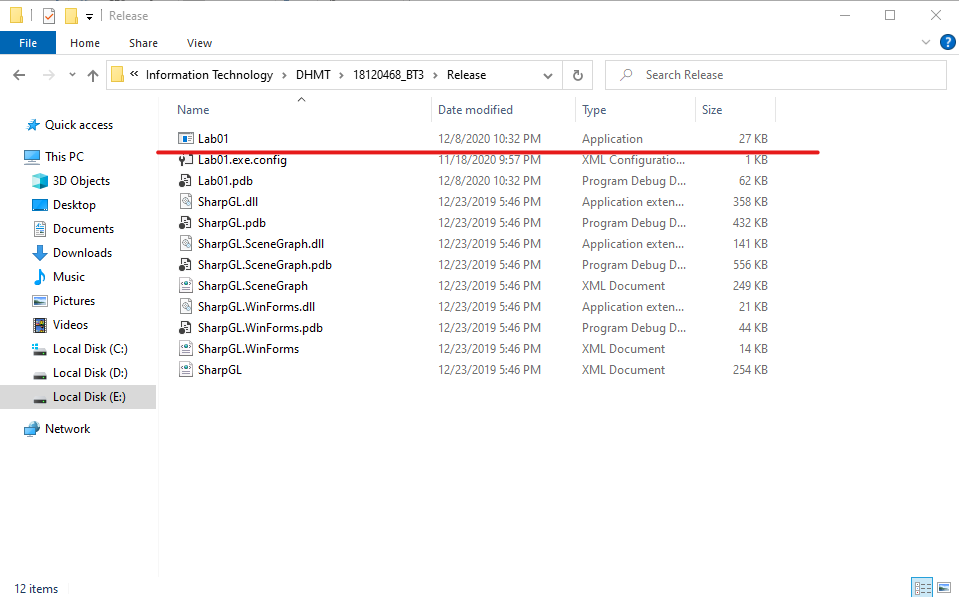 Release
File Home Share View
« Information Technology > DHMT > 18120468_BT3 > Release
Search Release
Quick access
This PC
3D Objects
Desktop
Documents
Downloads
Music
Pictures
Videos
Local Disk (C:)
Local Disk (D:)
Local Disk (E:)
Network
Name Date modified Type Size
Lab01 12/8/2020 10:32 PM Application 27 KB
Lab01.exe.config 11/18/2020 9:57 PM XML Configuratio... 1 KB
Lab01.pdb 12/8/2020 10:32 PM Program Debug D... 62 KB
SharpGL.dll 12/23/2019 5:46 PM Application exten... 358 KB
SharpGL.pdb 12/23/2019 5:46 PM Program Debug D... 432 KB
SharpGL.SceneGraph.dll 12/23/2019 5:46 PM Application exten... 141 KB
SharpGL.SceneGraph.pdb 12/23/2019 5:46 PM Program Debug D... 556 KB
SharpGL.SceneGraph 12/23/2019 5:46 PM XML Document 249 KB
SharpGL.WinForms.dll 12/23/2019 5:46 PM Application exten... 21 KB
SharpGL.WinForms.pdb 12/23/2019 5:46 PM Program Debug D... 44 KB
SharpGL.WinForms 12/23/2019 5:46 PM XML Document 14 KB
SharpGL 12/23/2019 5:46 PM XML Document 254 KB
12 items